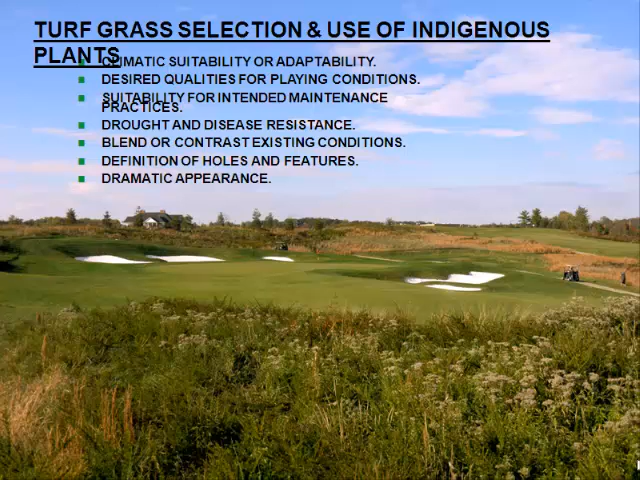 TURF GRASS SELECTION & USE OF INDIGENOUS
PLANTS
CLIMATIC SUITABILITY OR ADAPTABILITY.
DESIRED QUALITIES FOR PLAYING CONDITIONS.
SUITABILITY FOR INTENDED MAINTENANCE
PRACTICES.
DROUGHT AND DISEASE RESISTANCE.
BLEND OR CONTRAST EXISTING CONDITIONS.
DEFINITION OF HOLES AND FEATURES.
DRAMATIC APPEARANCE.